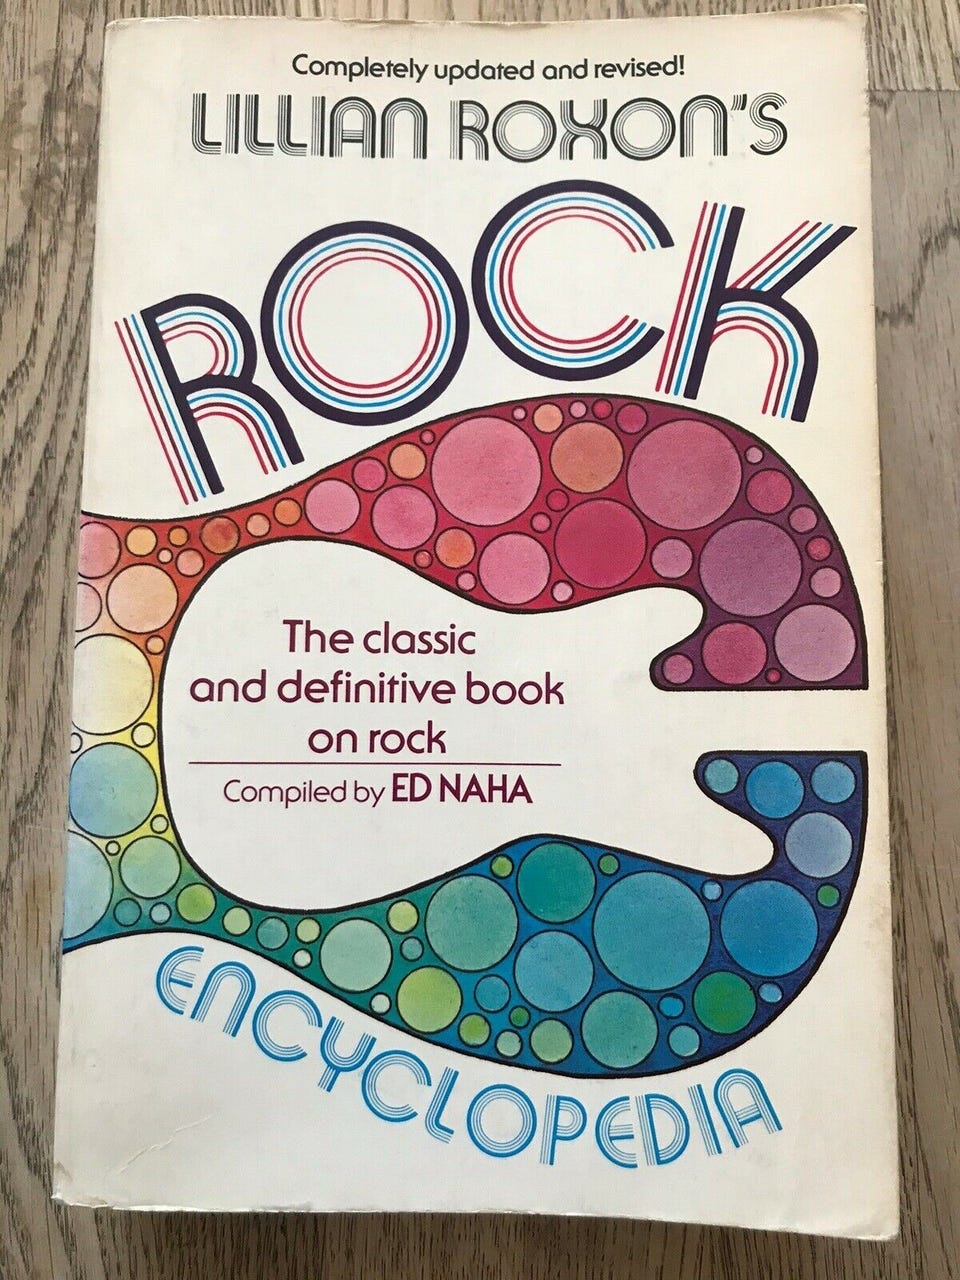 Completely updated and revised!
LILLIAN ROXON'S
ROCK
The classic
and definitive book
on rock
Compiled by ED NAHA
ENCYCLOPEDIA